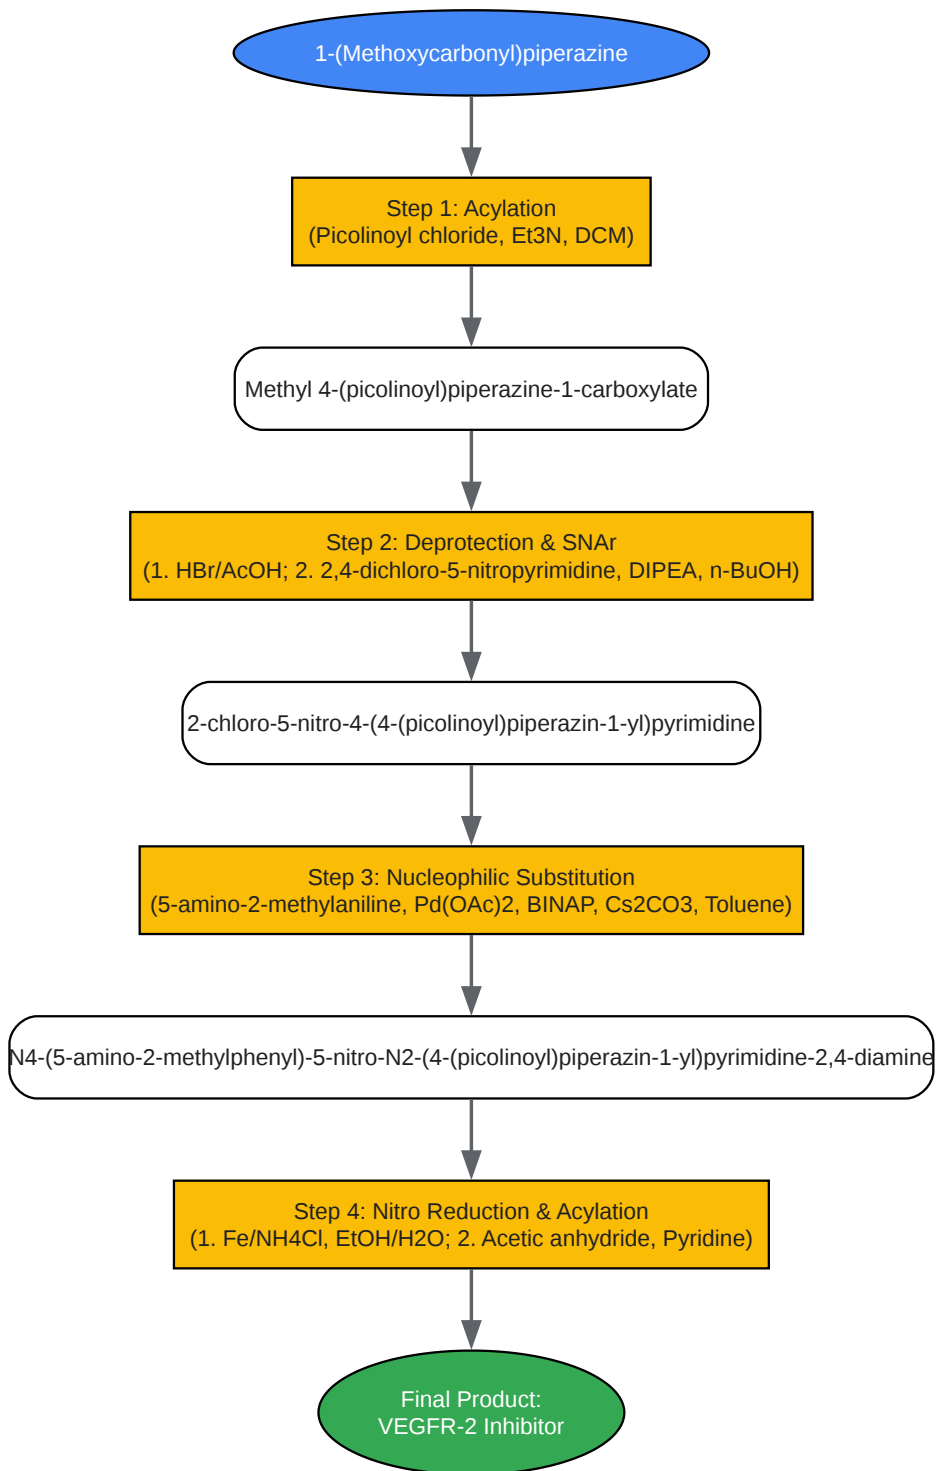 1-(Methoxycarbonyl)piperazine
Step 1: Acylation
(Picolinoyl chloride, Et3N, DCM)
Methyl 4-(picolinoyl)piperazine-1-carboxylate
Step 2: Deprotection & SNAr
(1. HBr/AcOH; 2. 2,4-dichloro-5-nitropyrimidine, DIPEA, n-BuOH)
2-chloro-5-nitro-4-(4-(picolinoyl)piperazin-1-yl)pyrimidine
Step 3: Nucleophilic Substitution
(5-amino-2-methylaniline, Pd(OAc)2, BINAP, Cs2CO3, Toluene)
N4-(5-amino-2-methylphenyl)-5-nitro-N2-(4-(picolinoyl)piperazin-1-yl)pyrimidine-2,4-diamine
Step 4: Nitro Reduction & Acylation
(1. Fe/NH4Cl, EtOH/H2O; 2. Acetic anhydride, Pyridine)
Final Product:
VEGFR-2 Inhibitor